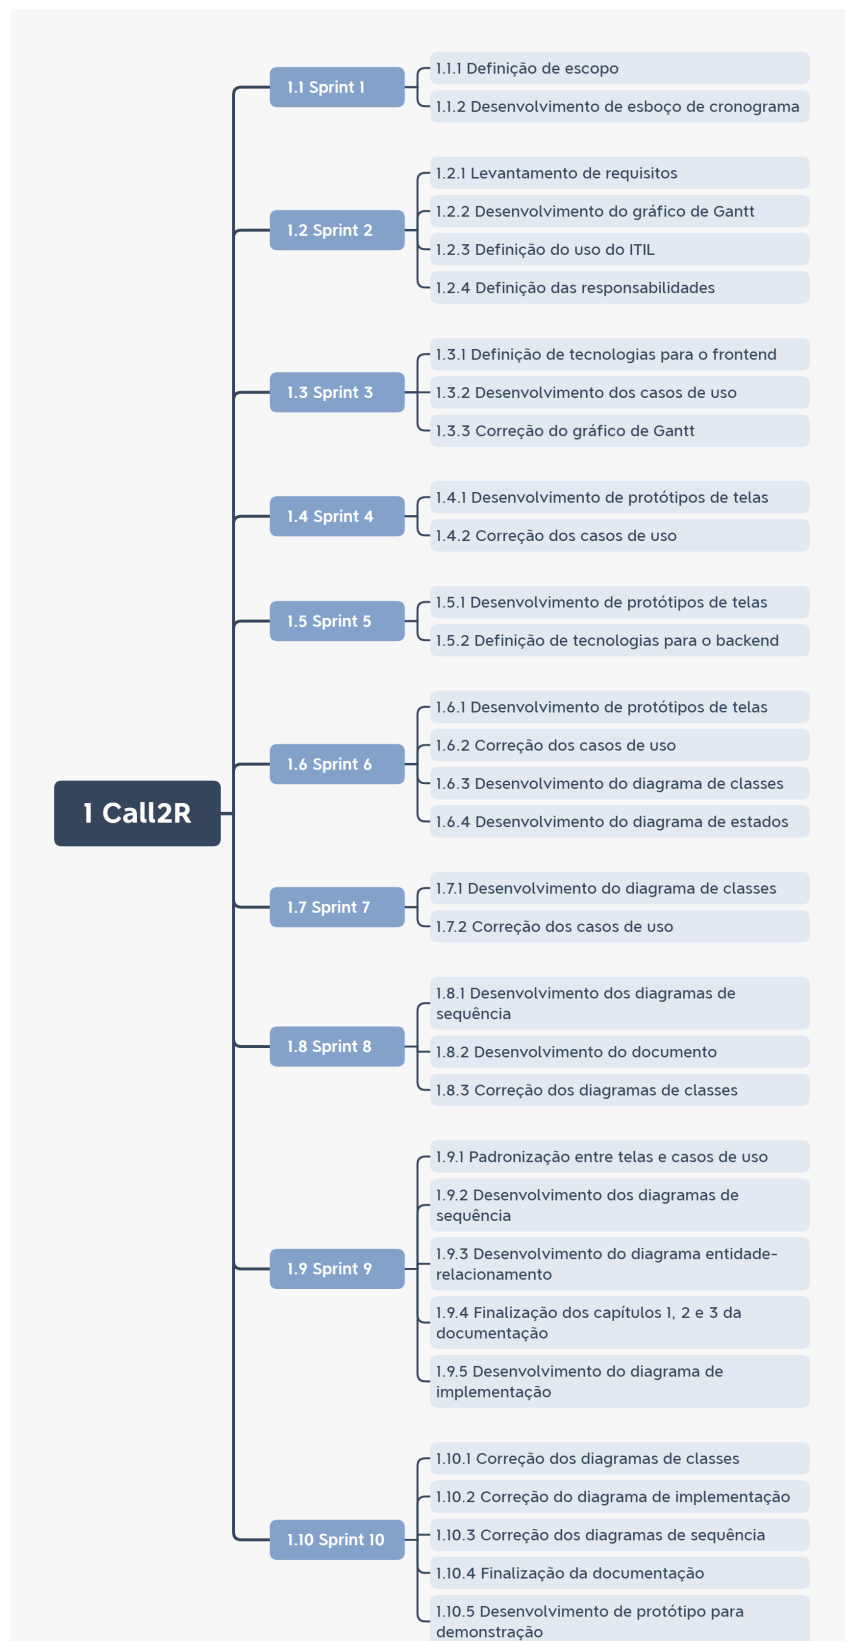 1.1.1 Definição de escopo
1.1 Sprint 1
1.1.2 Desenvolvimento de esboço de cronograma
1.2.1 Levantamento de requisitos
1.2.2 Desenvolvimento do gráfico de Gantt
1.2 Sprint 2
1.2.3 Definição do uso do ITIL
1.2.4 Definição das responsabilidades
1.3.1 Definição de tecnologias para o frontend
1.3 Sprint 3
1.3.2 Desenvolvimento dos casos de uso
1.3.3 Correção do gráfico de Gantt
1.4.1 Desenvolvimento de protótipos de telas
1.4 Sprint 4
1.4.2 Correção dos casos de uso
1.5.1 Desenvolvimento de protótipos de telas
1.5 Sprint 5
1.5.2 Definição de tecnologias para o backend
1.6.1 Desenvolvimento de protótipos de telas
1.6.2 Correção dos casos de uso
1.6 Sprint 6
1.6.3 Desenvolvimento do diagrama de classes
1.6.4 Desenvolvimento do diagrama de estados
1 Call2R
1.7.1 Desenvolvimento do diagrama de classes
1.7 Sprint 7
1.7.2 Correção dos casos de uso
1.8.1 Desenvolvimento dos diagramas de
sequência
1.8 Sprint 8
1.8.2 Desenvolvimento do documento
1.8.3 Correção dos diagramas de classes
1.9.1 Padronização entre telas e casos de uso
1.9.2 Desenvolvimento dos diagramas de
sequência
1.9 Sprint 9
1.9.3 Desenvolvimento do diagrama entidade-
relacionamento
1.9.4 Finalização dos capítulos 1, 2 e 3 da
documentação
1.9.5 Desenvolvimento do diagrama de
implementação
1.10.1 Correção dos diagramas de classes
1.10.2 Correção do diagrama de implementação
1.10 Sprint 10
1.10.3 Correção dos diagramas de sequência
1.10.4 Finalização da documentação
1.10.5 Desenvolvimento de protótipo para
demonstração